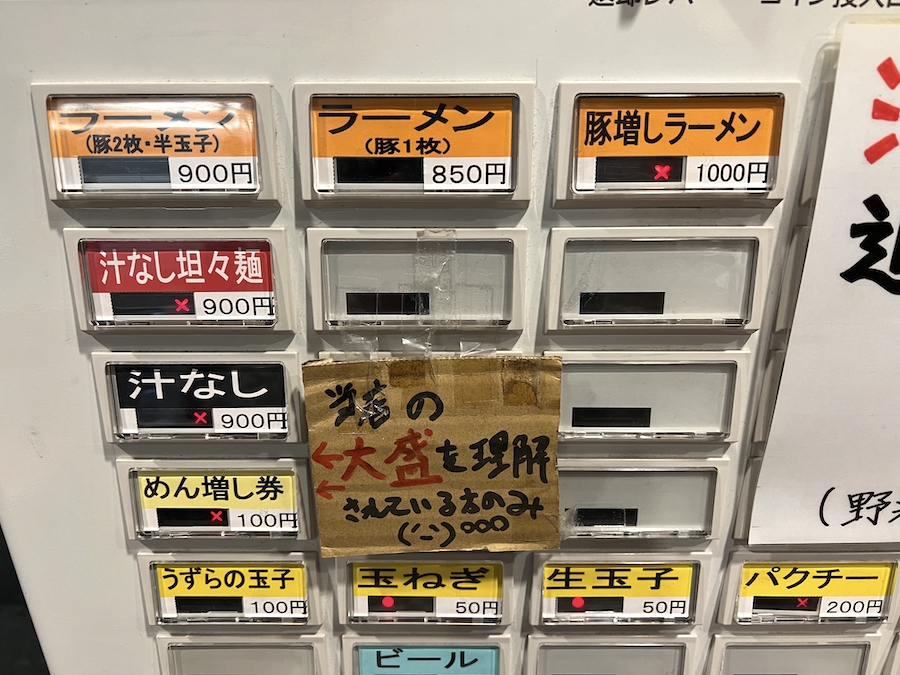 ラーメン
(豚2枚・半玉子)
900円
ラーメン
(豚1枚)
850円
豚増しラーメン
1000円
汁なし坦々麺
900円
汁なし
900円
当店の
大盛を理解
されている方のみ
めん増し券
100円
うずらの玉子
100円
玉ねぎ
50円
生玉子
50円
パクチー
200円
ビール